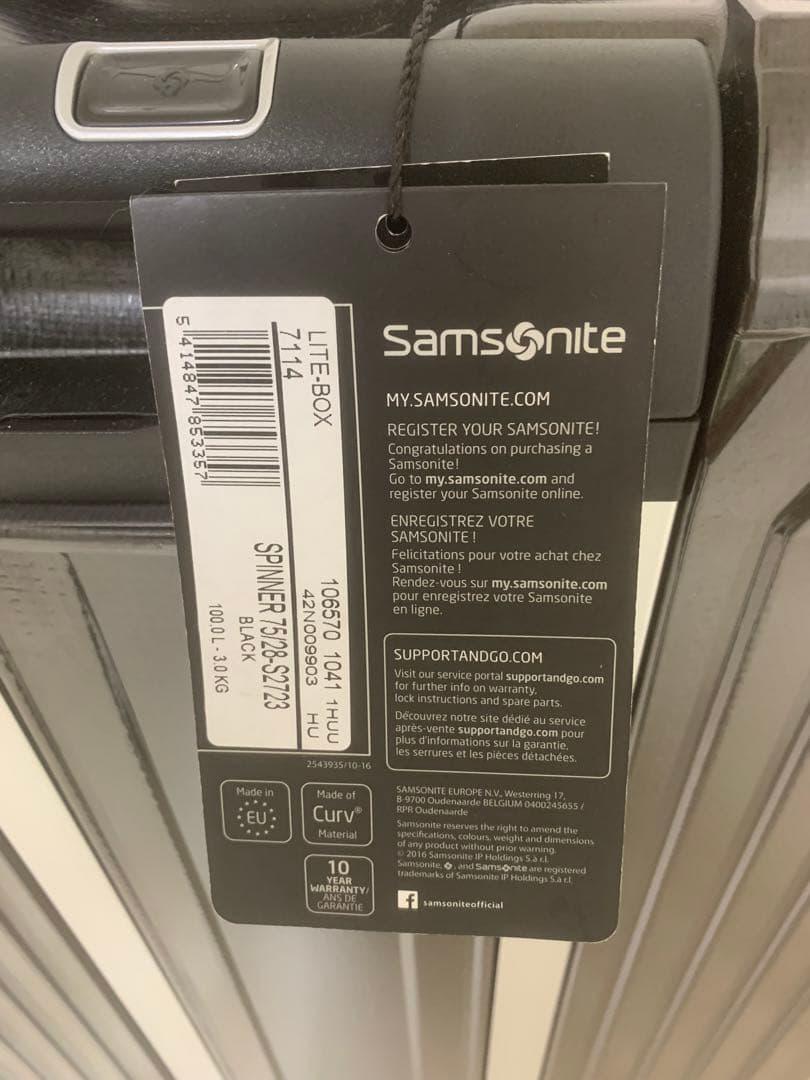 Samsonite
MY.SAMSONITE.COM
REGISTER YOUR SAMSONITE!
Congratulations on purchasing a
Samsonite!
Go to my.samsonite.com and
register your Samsonite online.
ENREGISTREZ VOTRE
SAMSONITE !
Felicitations pour votre achat chez
Samsonite !
Rendez-vous sur my.samsonite.com
pour enregistrez votre Samsonite
en ligne.
SUPPORTANDGO.COM
Visit our service portal supportandgo.com
for further info on warranty,
lock instructions and spare parts.
Découvrez notre site dédié au service
après-vente supportandgo.com pour
plus d'informations sur la garantie,
les serrures et les pièces détachées.
SAMSONITE EUROPE N.V., Westerring 17,
B-9700 Oudenaarde BELGIUM 0400245655 /
RPR Oudenaarde
Samsonite reserves the right to amend the
specifications, colours, weight and dimensions
of any product without prior warning.
© 2016 Samsonite IP Holdings S.à r.l.
Samsonite, and Samsonite are registered
trademarks of Samsonite IP Holdings S.à r.l.
samsoniteofficial
LITE-BOX
7114
106570 1041 1HUU
42N009903 HU
5 414847 853357
SPINNER 75/28-S2723
BLACK
100.0 L - 3.0 KG
2543935/10-16
Made in
EU
Made of
Curv®
Material
10
YEAR
WARRANTY/
ANS DE
GARANTIE